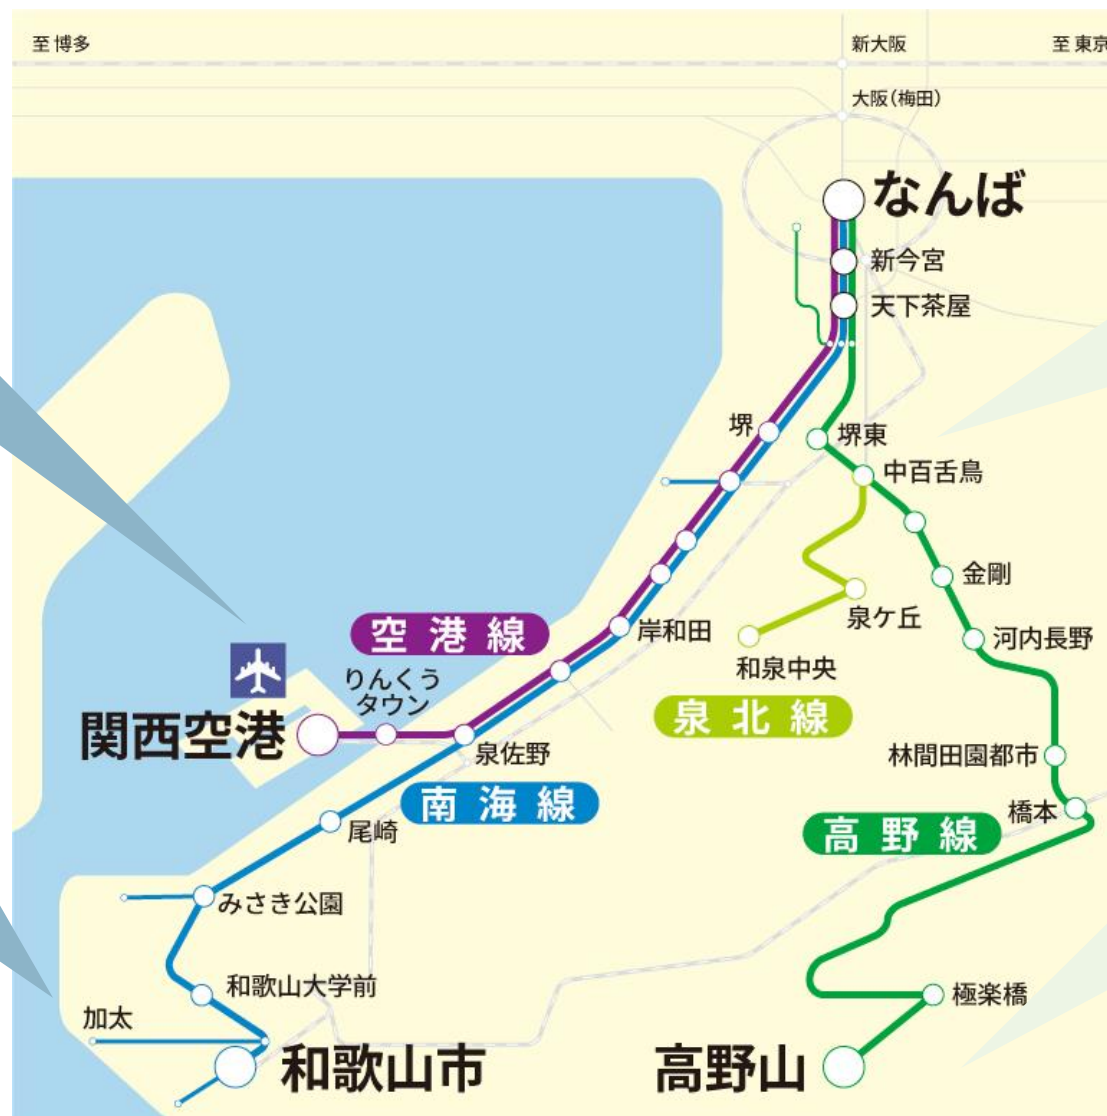 至 博多
新大阪
至 東京
大阪（梅田）
なんば
新今宮
天下茶屋
堺
堺東
中百舌鳥
金剛
泉ケ丘
岸和田
空港線
河内長野
和泉中央
りんくう
タウン
泉北線
関西空港
泉佐野
林間田園都市
南海線
橋本
尾崎
高野線
みさき公園
和歌山大学前
極楽橋
加太
和歌山市
高野山